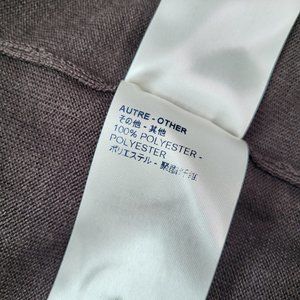 AUTRE - OTHER
その他 - 其他
100% POLYESTER -
POLYESTER
ポリエステル - 聚酯纤维